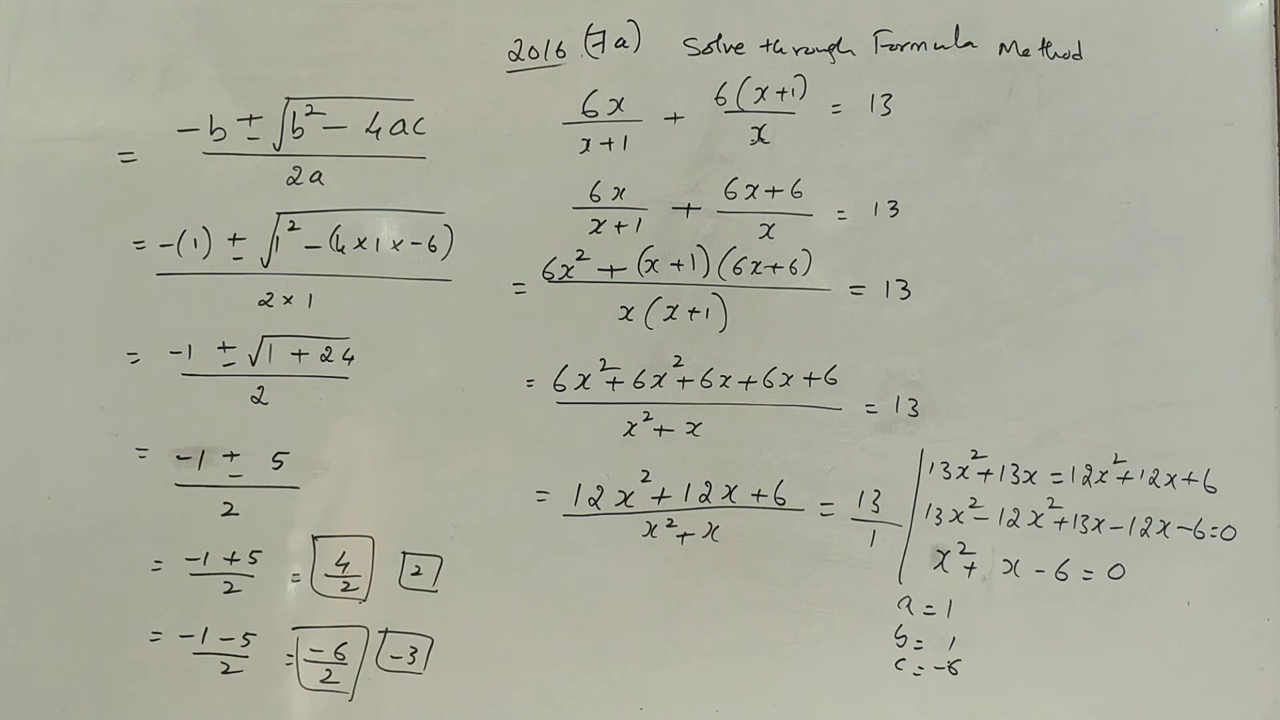 2016 (7a) Solve through Formula Method
6x/(x+1) + 6(x+1)/x = 13
6x/(x+1) + (6x+6)/x = 13
= (6x² + (x+1)(6x+6))/(x(x+1)) = 13
= (6x²+6x²+6x+6x+6)/(x²+x) = 13
= (12x²+12x+6)/(x²+x) = 13/1
13x²+13x = 12x²+12x+6
13x²-12x²+13x-12x-6=0
x²+ x - 6 = 0
a = 1
b = 1
c = -6
= (-b ± √(b² - 4ac))/(2a)
= (-(1) ± √(1² - (4×1×-6)))/(2×1)
= (-1 ± √(1 + 24))/2
= (-1 ± 5)/2
= (-1+5)/2 = 4/2 2
= (-1-5)/2 = -6/2 -3